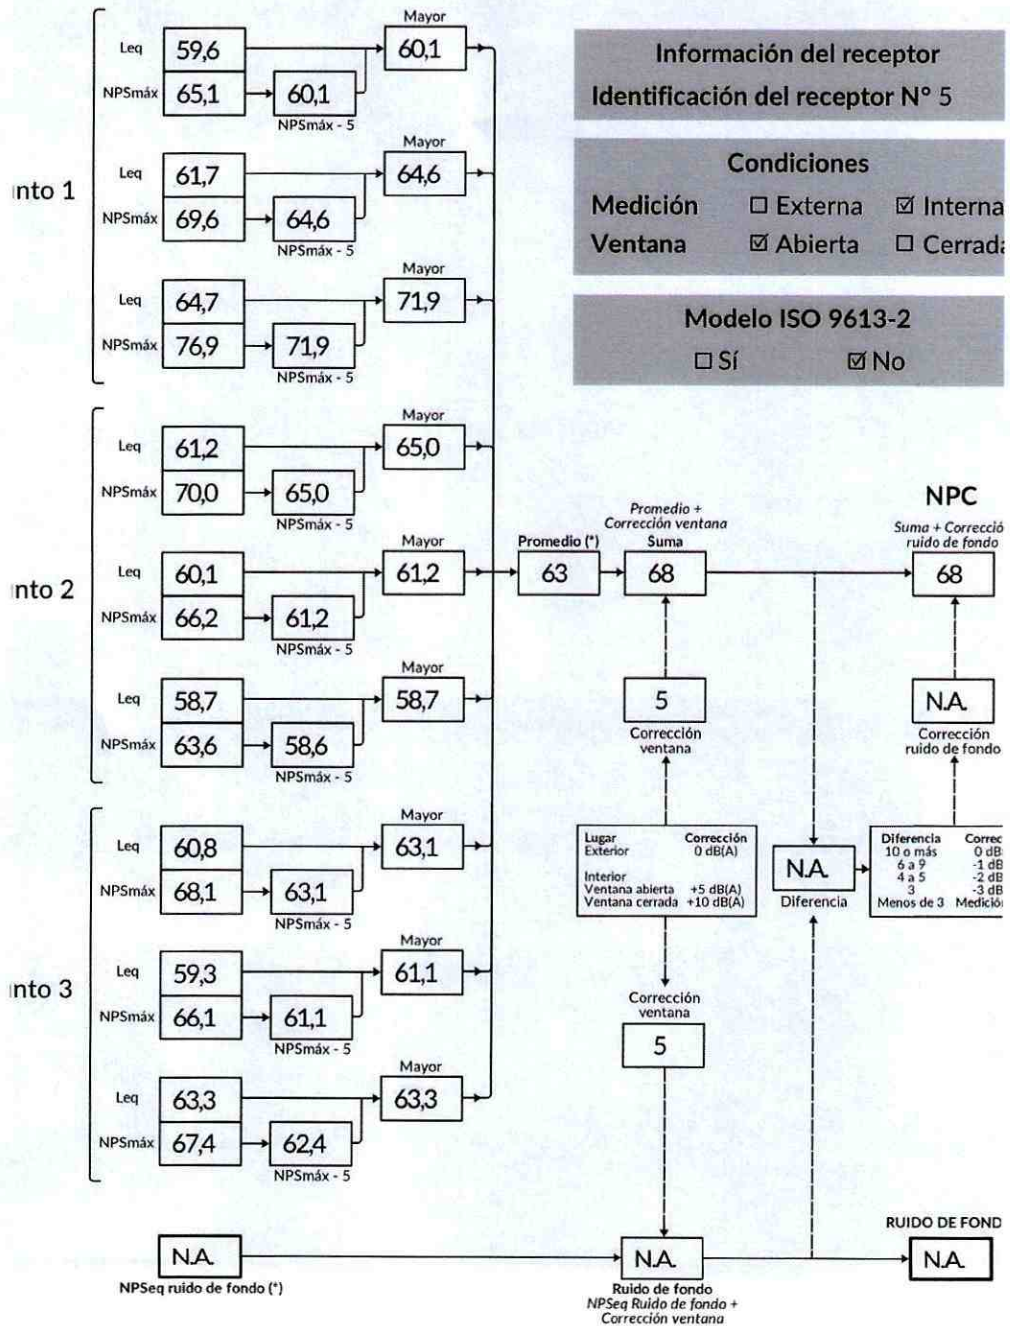 Información del receptor
Identificación del receptor N° 5
Condiciones
Medición ☐ Externa ☑ Interna
Ventana ☑ Abierta ☐ Cerrada
Modelo ISO 9613-2
☐ Sí ☑ No
nto 1
Mayor
Leq 59,6 60,1
NPSmáx 65,1 60,1
NPSmáx - 5
Mayor
Leq 61,7 64,6
NPSmáx 69,6 64,6
NPSmáx - 5
Mayor
Leq 64,7 71,9
NPSmáx 76,9 71,9
NPSmáx - 5
nto 2
Mayor
Leq 61,2 65,0
NPSmáx 70,0 65,0
NPSmáx - 5
Mayor
Leq 60,1 61,2
NPSmáx 66,2 61,2
NPSmáx - 5
Mayor
Leq 58,7 58,7
NPSmáx 63,6 58,6
NPSmáx - 5
nto 3
Mayor
Leq 60,8 63,1
NPSmáx 68,1 63,1
NPSmáx - 5
Mayor
Leq 59,3 61,1
NPSmáx 66,1 61,1
NPSmáx - 5
Mayor
Leq 63,3 63,3
NPSmáx 67,4 62,4
NPSmáx - 5
Promedio (*)
63
Promedio +
Corrección ventana
Suma
68
5
Corrección
ventana
Lugar Corrección
Exterior 0 dB(A)
Interior
Ventana abierta +5 dB(A)
Ventana cerrada +10 dB(A)
Corrección
ventana
5
NPC
Suma + Correcció
ruido de fondo
68
N.A.
Corrección
ruido de fondo
N.A.
Diferencia
Diferencia Correc
10 o más 0 dB
6 a 9 -1 dB
4 a 5 -2 dB
3 -3 dB
Menos de 3 Medición
N.A.
NPSeq ruido de fondo (*)
N.A.
Ruido de fondo
NPSeq Ruido de fondo +
Corrección ventana
RUIDO DE FOND
N.A.